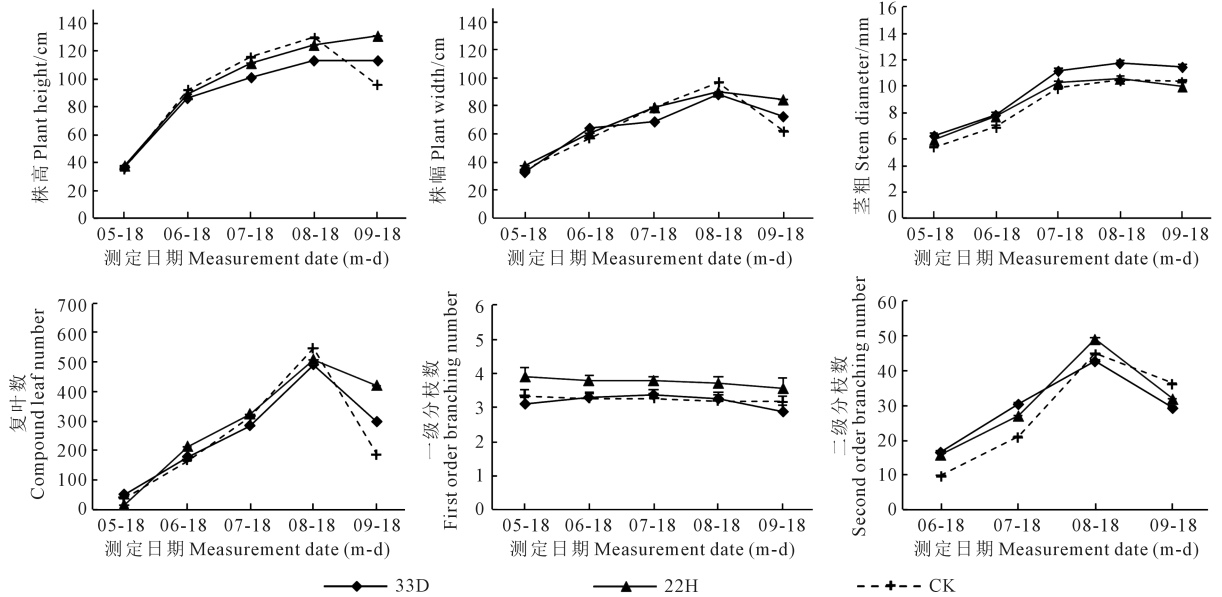 株高 Plant height/cm
140
120
100
80
60
40
20
0
05-18 06-18 07-18 08-18 09-18
测定日期 Measurement date (m-d)
株幅 Plant width/cm
140
120
100
80
60
40
20
0
05-18 06-18 07-18 08-18 09-18
测定日期 Measurement date (m-d)
茎粗 Stem diameter/mm
16
14
12
10
8
6
4
2
0
05-18 06-18 07-18 08-18 09-18
测定日期 Measurement date (m-d)
复叶数
Compound leaf number
700
600
500
400
300
200
100
0
05-18 06-18 07-18 08-18 09-18
测定日期 Measurement date (m-d)
一级分枝数
First order branching number
6
5
4
3
2
1
0
05-18 06-18 07-18 08-18 09-18
测定日期 Measurement date (m-d)
二级分枝数
Second order branching number
60
50
40
30
20
10
0
06-18 07-18 08-18 09-18
测定日期 Measurement date (m-d)
33D 22H CK